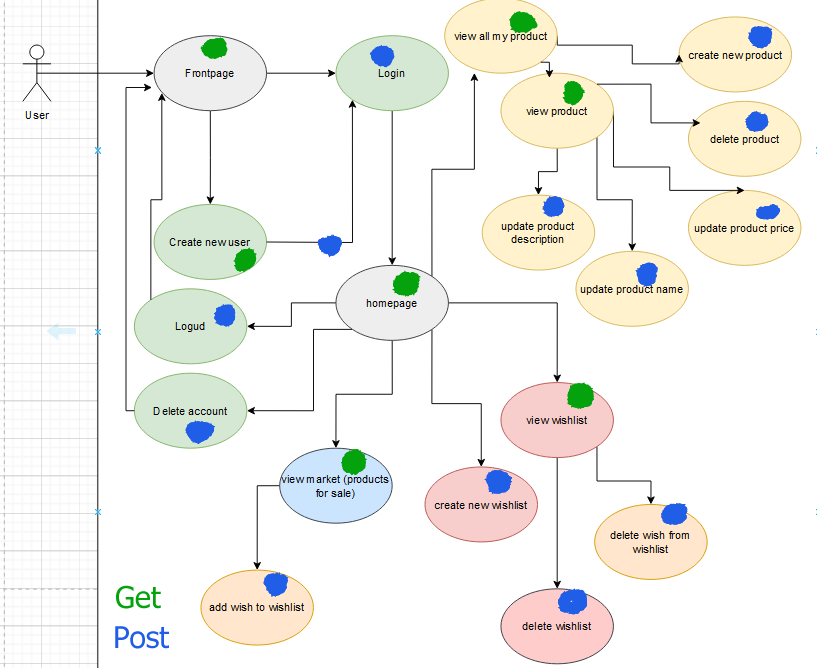 view all my product
create new product
Frontpage
Login
User
view product
delete product
update product
description
update product price
Create new user
update product name
homepage
Logud
Delete account
view wishlist
view market (products
for sale)
create new wishlist
delete wish from
wishlist
add wish to wishlist
delete wishlist
Get
Post